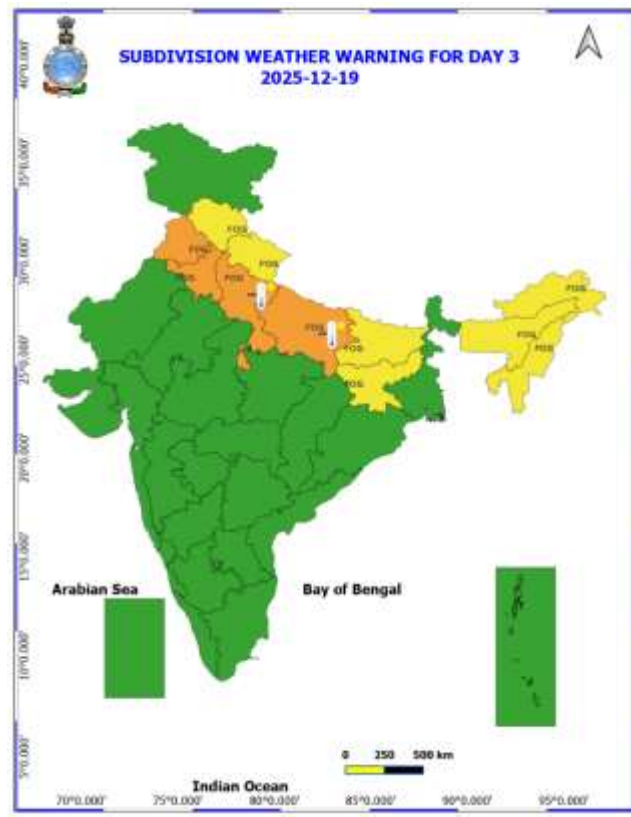 SUBDIVISION WEATHER WARNING FOR DAY 3
2025-12-19
40°0.000'
35°0.000'
30°0.000'
25°0.000'
20°0.000'
15°0.000'
10°0.000'
5°0.000'
FOG
FOG
FOG
FOG
FOG
FOG
FOG
FOG
FOG
FOG
Arabian Sea
Bay of Bengal
0 250 500 km
Indian Ocean
70°0.000' 75°0.000' 80°0.000' 85°0.000' 90°0.000' 95°0.000'